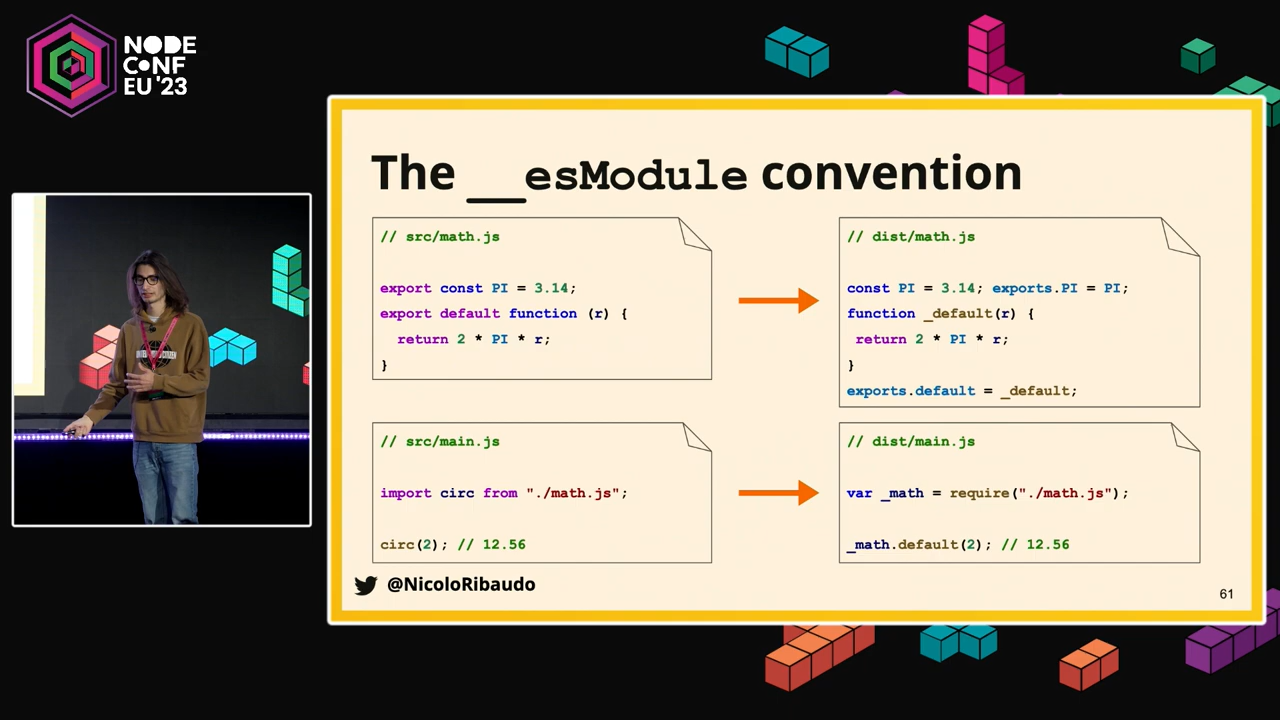 NODE
CONF
EU '23
The __esModule convention
// src/math.js
export const PI = 3.14;
export default function (r) {
  return 2 * PI * r;
}
// dist/math.js
const PI = 3.14; exports.PI = PI;
function _default(r) {
 return 2 * PI * r;
}
exports.default = _default;
// src/main.js
import circ from "./math.js";
circ(2); // 12.56
// dist/main.js
var _math = require("./math.js");
_math.default(2); // 12.56
@NicoloRibaudo
61